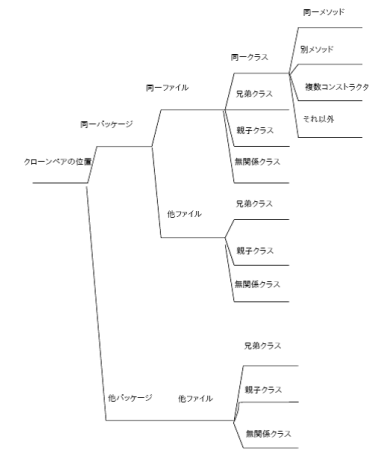 同一メソッド
別メソッド
複数コンストラクタ
それ以外
同一クラス
兄弟クラス
親子クラス
無関係クラス
同一ファイル
同一パッケージ
クローンペアの位置
他ファイル
兄弟クラス
親子クラス
無関係クラス
他パッケージ
他ファイル
兄弟クラス
親子クラス
無関係クラス